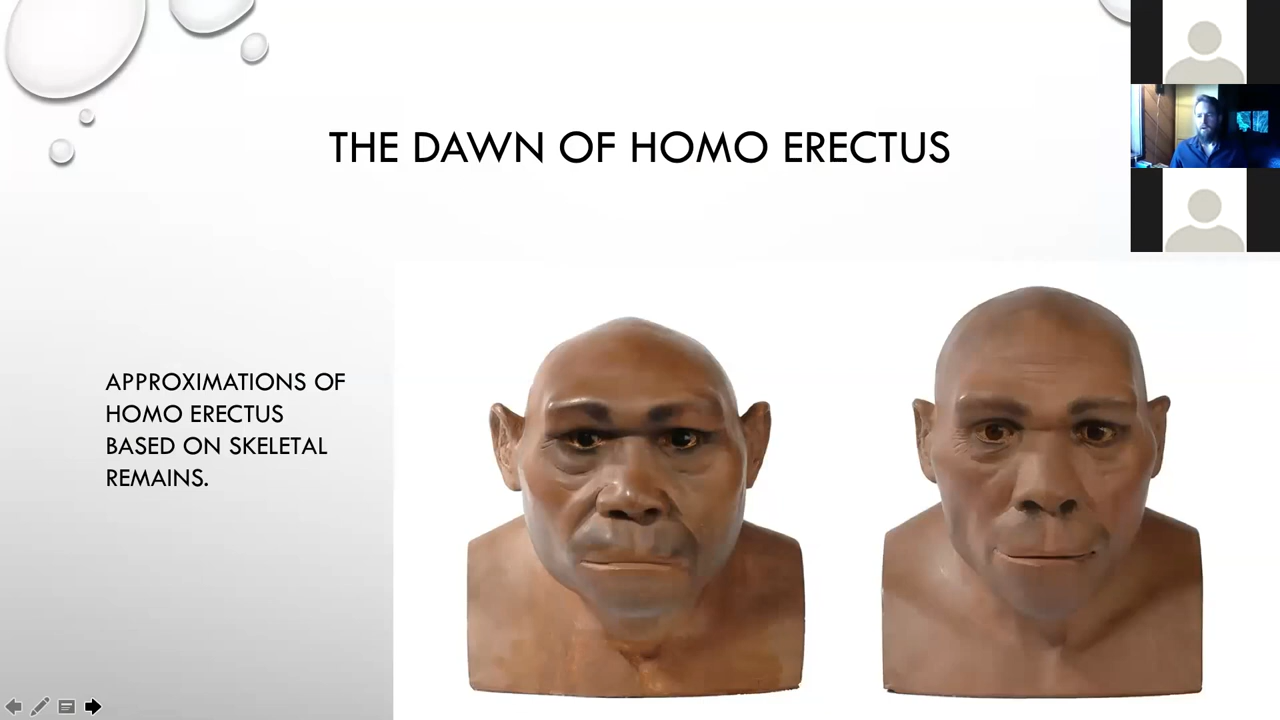 THE DAWN OF HOMO ERECTUS
APPROXIMATIONS OF
HOMO ERECTUS
BASED ON SKELETAL
REMAINS.